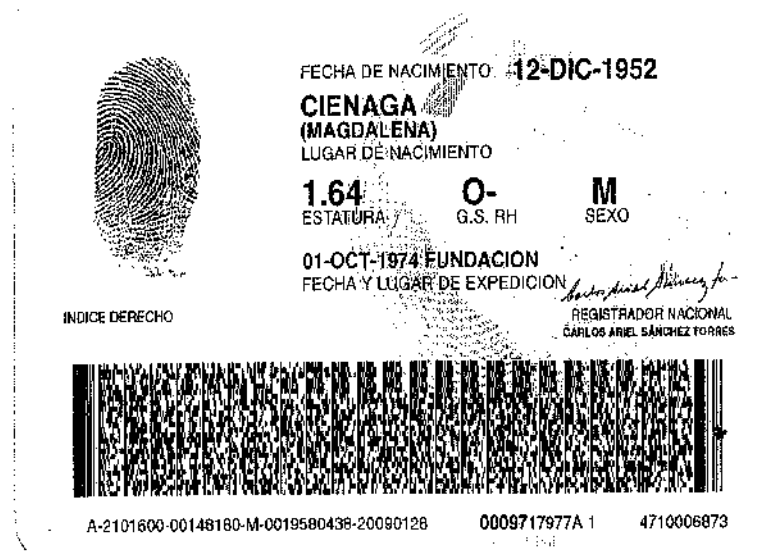 FECHA DE NACIMIENTO 12-DIC-1952
CIENAGA
(MAGDALENA)
LUGAR DE NACIMIENTO
1.64 O- M
ESTATURA G.S. RH SEXO
01-OCT-1974 FUNDACION
FECHA Y LUGAR DE EXPEDICION
INDICE DERECHO
REGISTRADOR NACIONAL
CARLOS ARIEL SÁNCHEZ TORRES
A-2101600-00148180-M-0019580438-20090128 0009717977A 1 4710006873